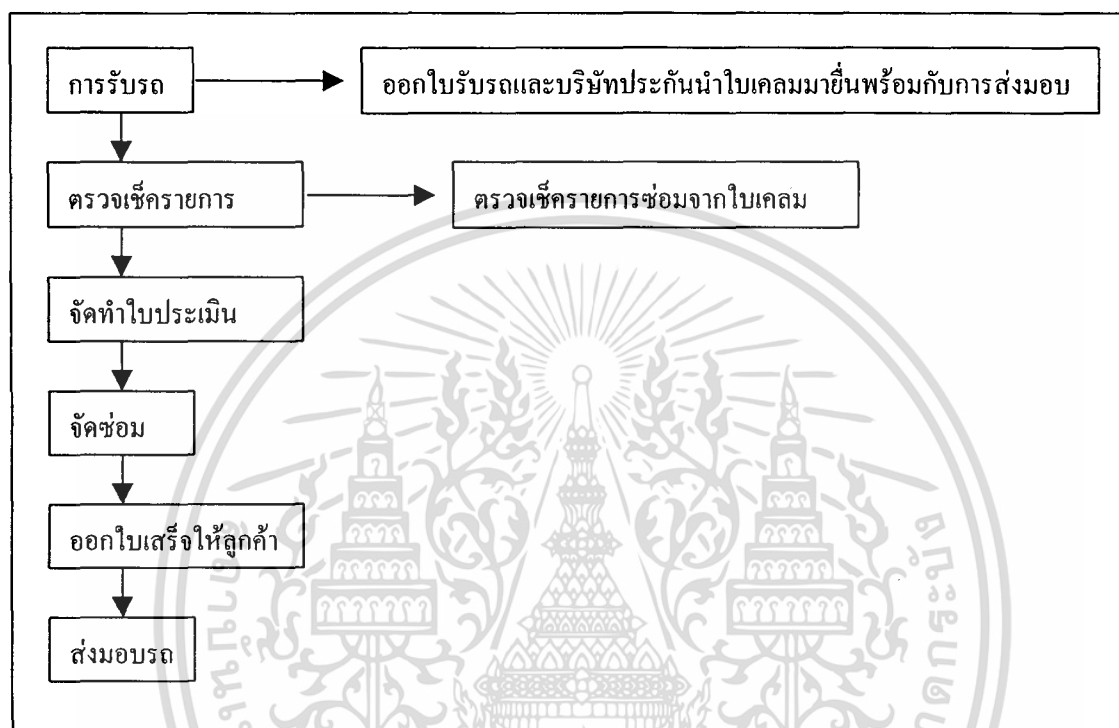 การรับรถ
ออกใบรับรถและบริษัทประกันนำใบเคลมมายื่นพร้อมกับการส่งมอบ
ตรวจเช็ครายการ
ตรวจเช็ครายการซ่อมจากใบเคลม
จัดทำใบประเมิน
จัดซ่อม
ออกใบเสร็จให้ลูกค้า
ส่งมอบรถ